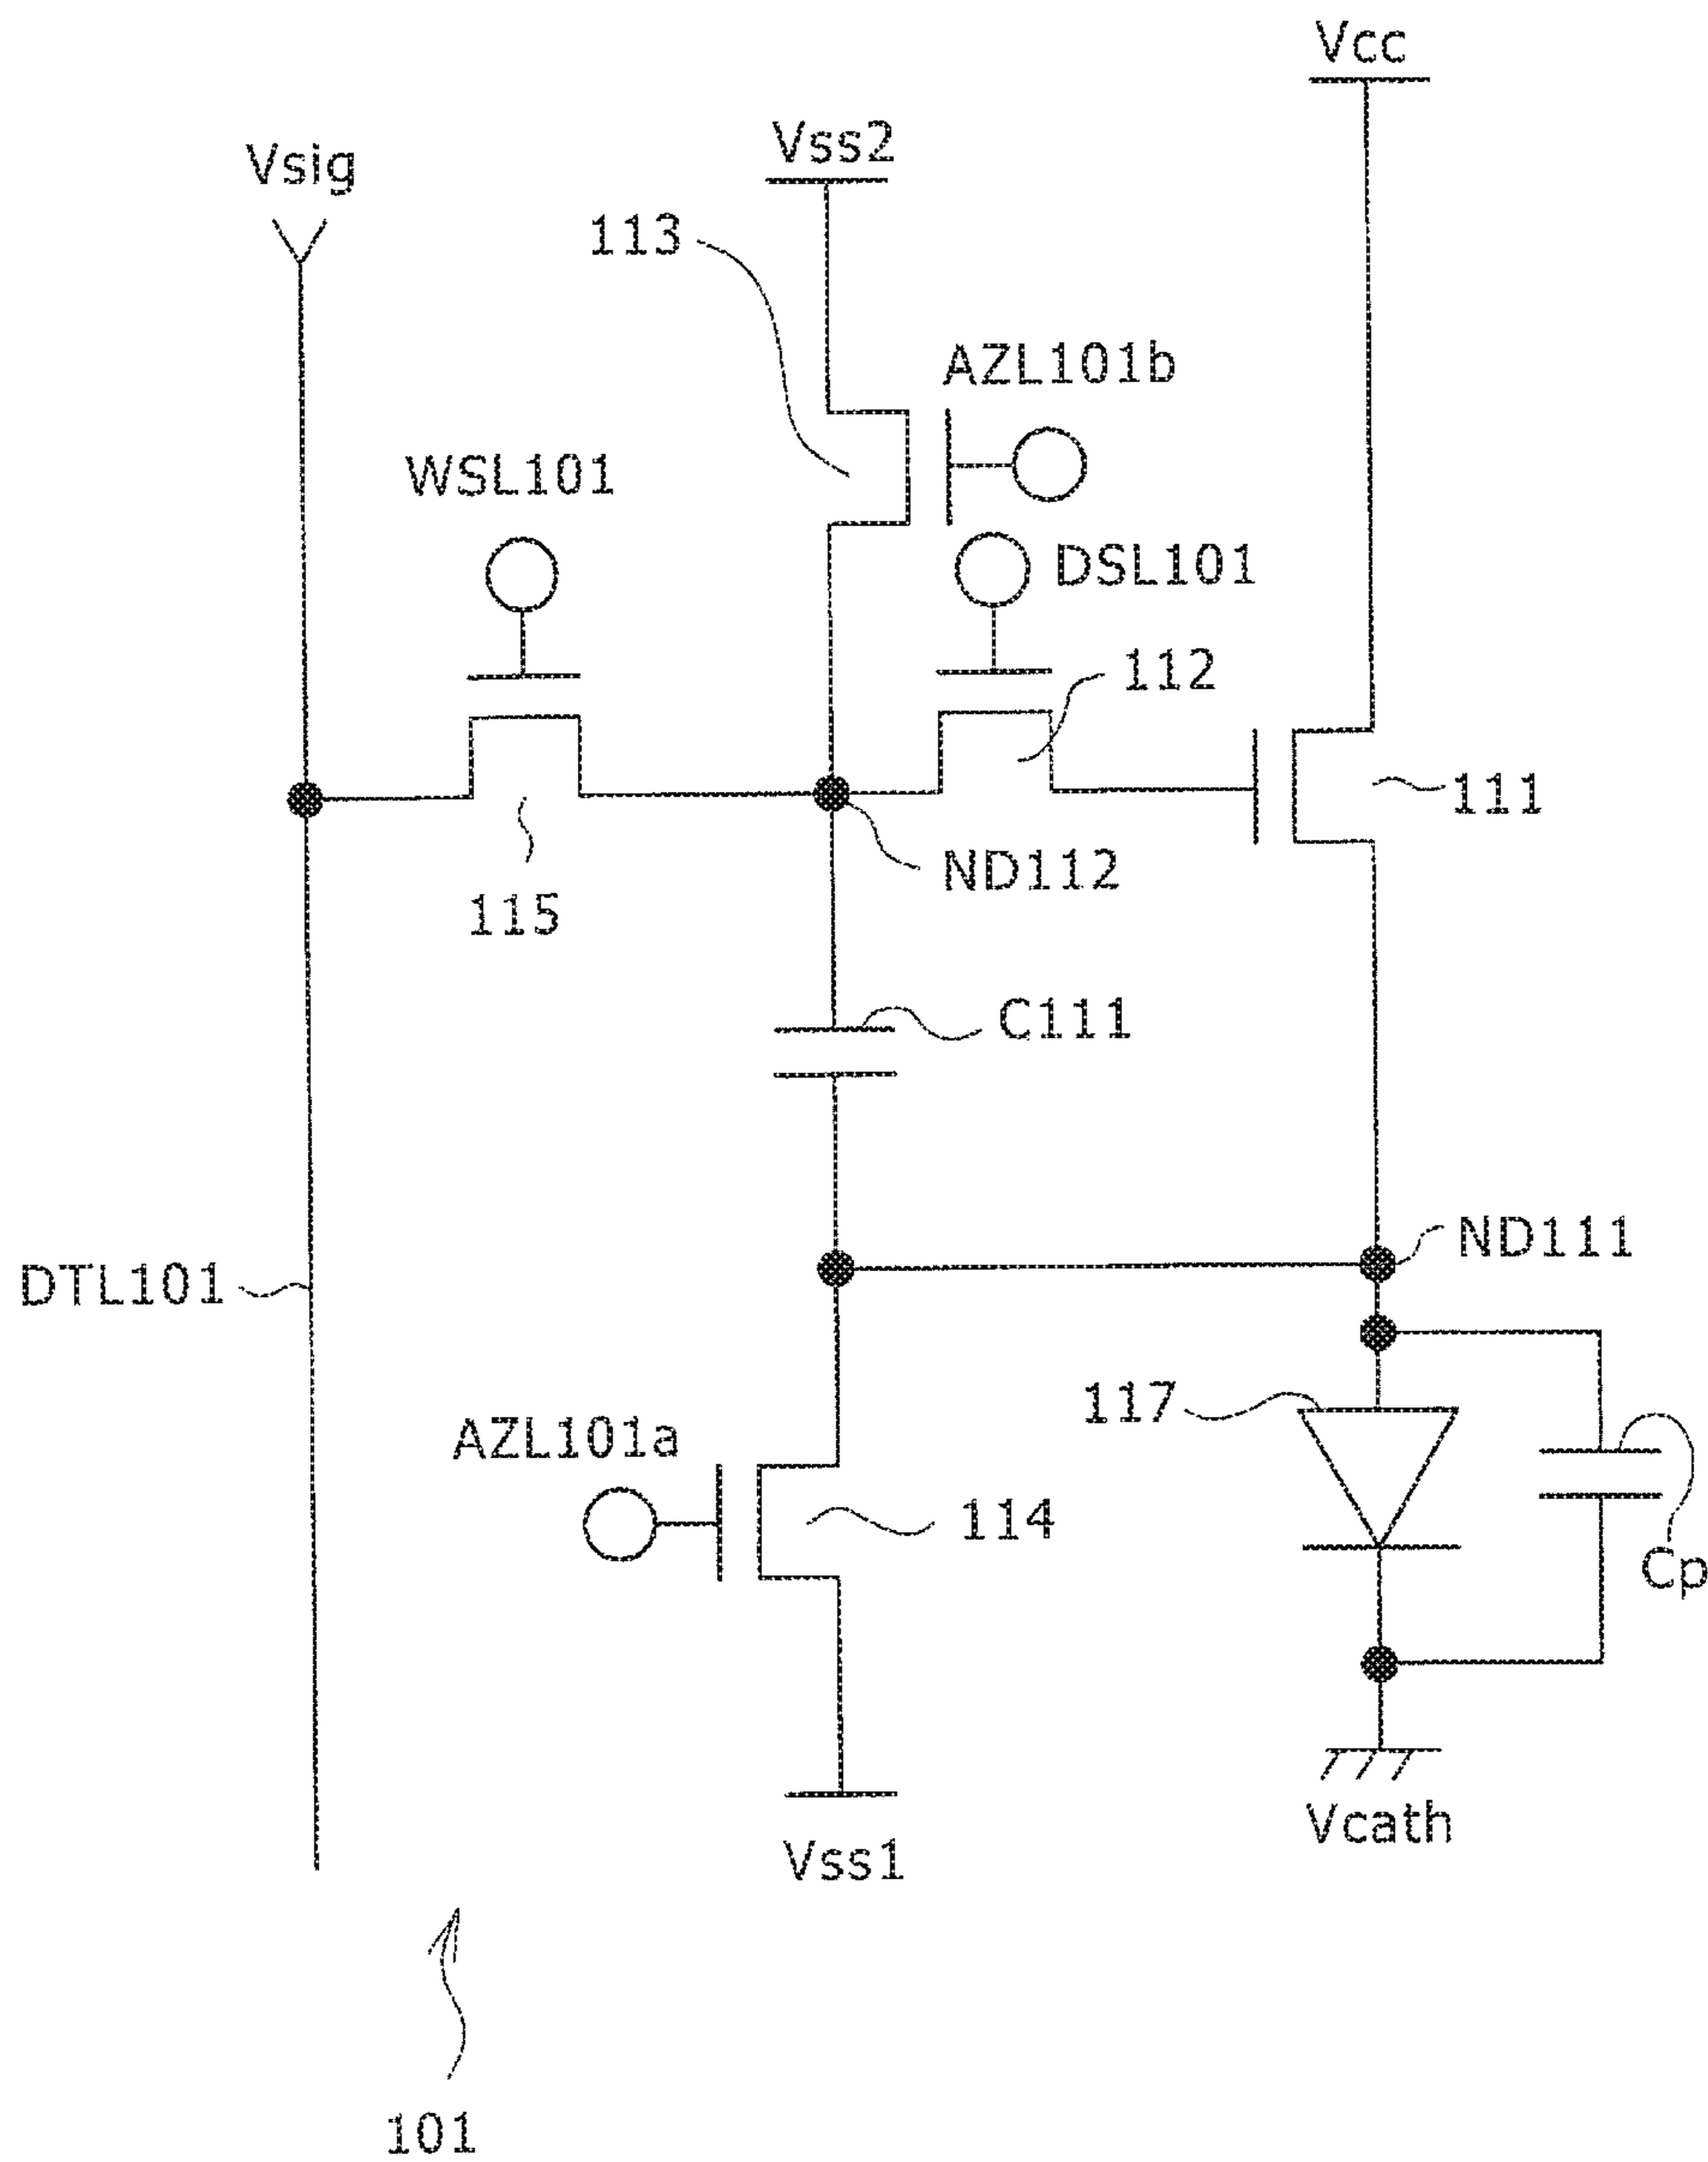 Vcc
Vss2
Vsig
113
AZL101b
WSL101
DSL101
112
111
ND112
115
C111
ND111
DTL101
117
AZL101a
114
Cp
Vcath
Vss1
101